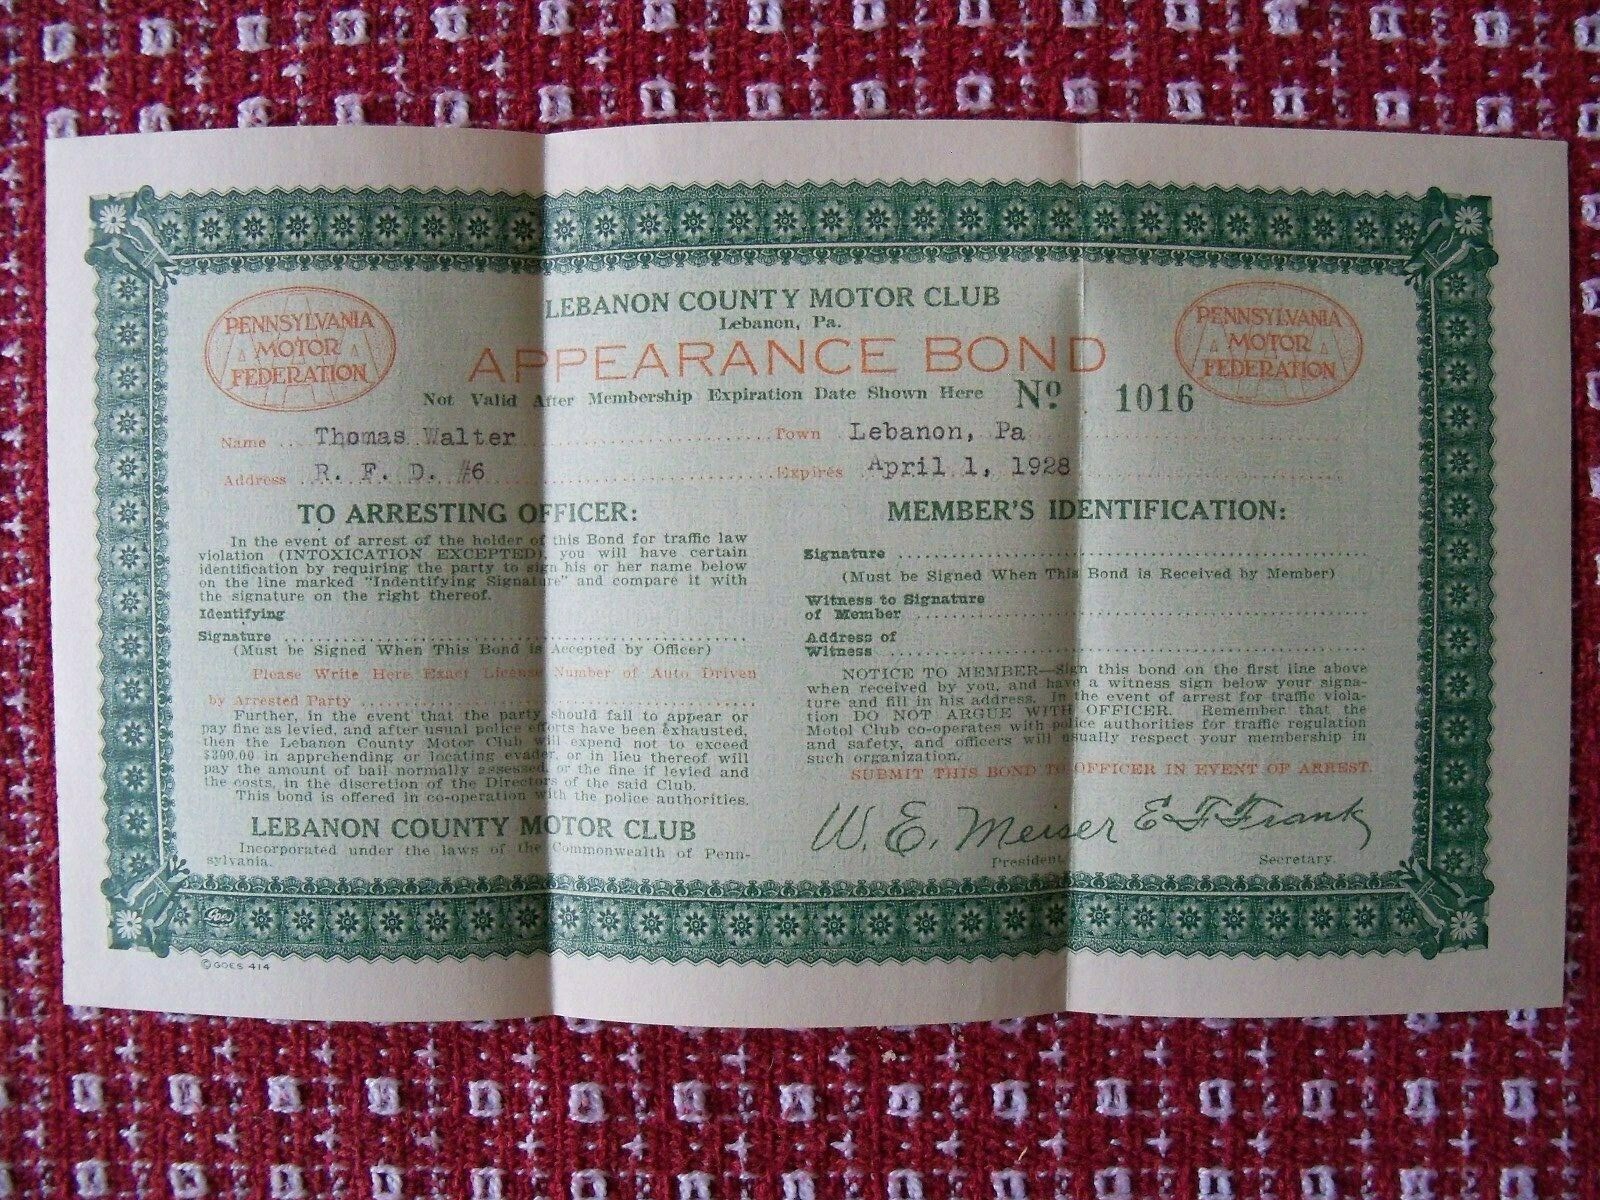 LEBANON COUNTY MOTOR CLUB
Lebanon, Pa.
PENNSYLVANIA
MOTOR
FEDERATION
APPEARANCE BOND
PENNSYLVANIA
MOTOR
FEDERATION
Not Valid After Membership Expiration Date Shown Here No. 1016
Name Thomas Walter Town Lebanon, Pa
Address R. F. D. #6 Expires April 1, 1928
TO ARRESTING OFFICER:
In the event of arrest of the holder of this Bond for traffic law
violation (INTOXICATION EXCEPTED), you will have certain
identification by requiring the party to sign his or her name below
on the line marked "Indentifying Signature" and compare it with
the signature on the right thereof.
Identifying
Signature
(Must be Signed When This Bond is Accepted by Officer)
Please Write Here Exact License Number of Auto Driven
by Arrested Party
Further, in the event that the party should fail to appear or
pay fine as levied, and after usual police efforts have been exhausted,
then the Lebanon County Motor Club will expend not to exceed
$300.00 in apprehending or locating evader, or in lieu thereof will
pay the amount of bail normally assessed, or the fine if levied and
the costs, in the discretion of the Directors of the said Club.
This bond is offered in co-operation with the police authorities.
LEBANON COUNTY MOTOR CLUB
Incorporated under the laws of the Commonwealth of Penn-
sylvania.
MEMBER'S IDENTIFICATION:
Signature
(Must be Signed When This Bond is Received by Member)
Witness to Signature
of Member
Address of
Witness
NOTICE TO MEMBER—Sign this bond on the first line above
when received by you, and have a witness sign below your signa-
ture and fill in his address. In the event of arrest for traffic viola-
tion DO NOT ARGUE WITH OFFICER. Remember that the
Motol Club co-operates with police authorities for traffic regulation
and safety, and officers will usually respect your membership in
such organization.
SUBMIT THIS BOND TO OFFICER IN EVENT OF ARREST.
W. E. Meiser E F Frank
President. Secretary.
Goes
© GOES 414